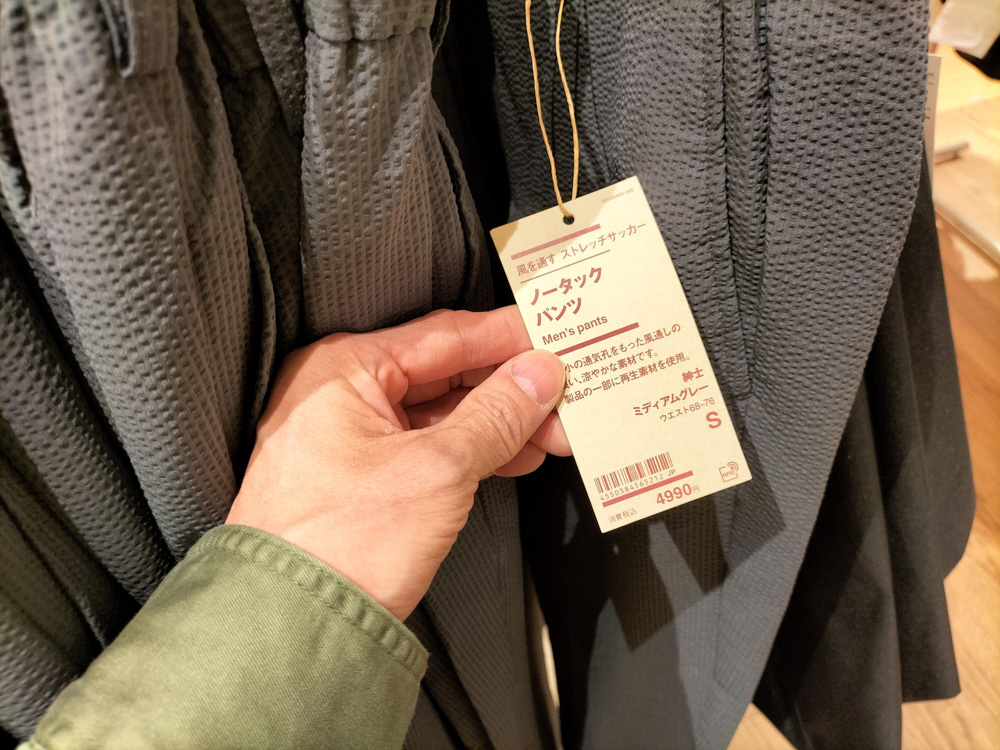 風を通す ストレッチサッカー
ノータック
パンツ
Men's pants
小の通気孔をもった風通しの
い、涼やかな素材です。
製品の一部に再生素材を使用。
紳士
ミディアムグレー
ウエスト68-76
S
4550584565212 JP
消費税込 4990円